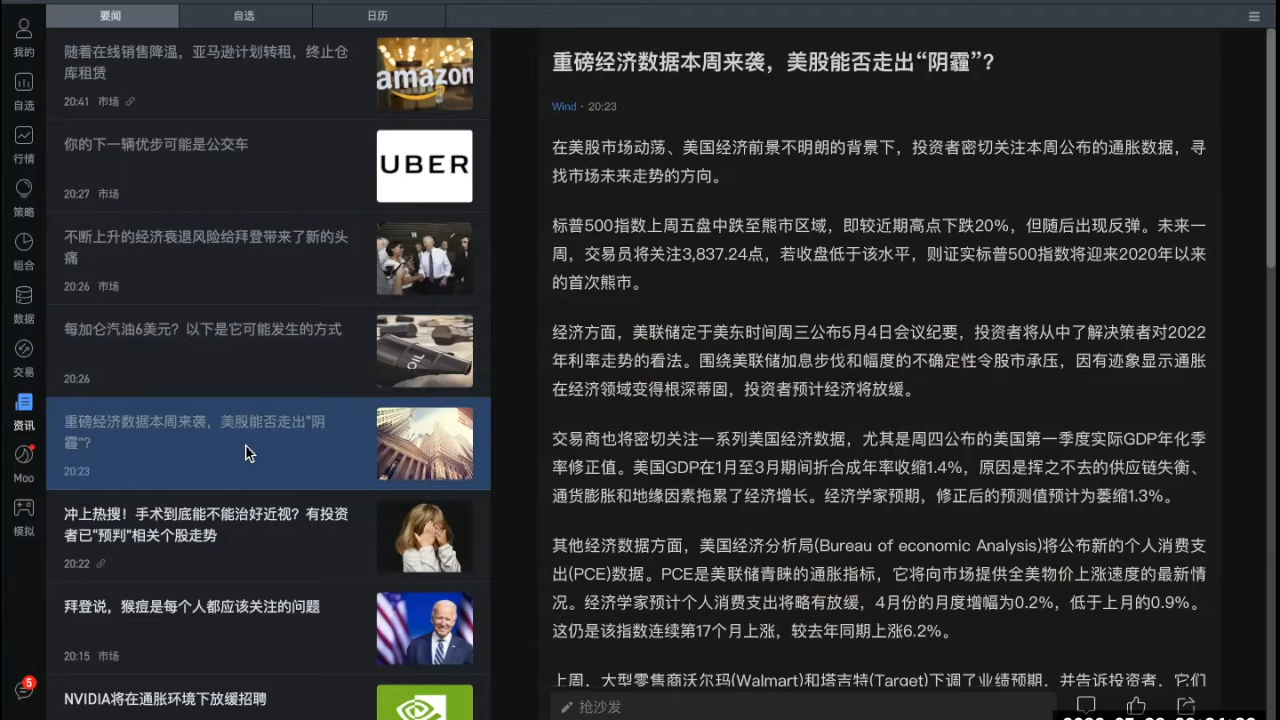 要闻
自选
日历
我的
自选
行情
策略
组合
数据
交易
资讯
Moo
模拟
5
随着在线销售降温，亚马逊计划转租，终止仓
库租赁
20:41 市场
amazon
你的下一辆优步可能是公交车
20:27 市场
UBER
不断上升的经济衰退风险给拜登带来了新的头
痛
20:26 市场
每加仑汽油6美元？以下是它可能发生的方式
20:26
OIL
重磅经济数据本周来袭，美股能否走出“阴
霾”？
20:23
冲上热搜！手术到底能不能治好近视？有投资
者已“预判”相关个股走势
20:22
拜登说，猴痘是每个人都应该关注的问题
20:15 市场
NVIDIA将在通胀环境下放缓招聘
重磅经济数据本周来袭，美股能否走出“阴霾”？
Wind · 20:23
在美股市场动荡、美国经济前景不明朗的背景下，投资者密切关注本周公布的通胀数据，寻
找市场未来走势的方向。
标普500指数上周五盘中跌至熊市区域，即较近期高点下跌20%，但随后出现反弹。未来一
周，交易员将关注3,837.24点，若收盘低于该水平，则证实标普500指数将迎来2020年以来
的首次熊市。
经济方面，美联储定于美东时间周三公布5月4日会议纪要，投资者将从中了解决策者对2022
年利率走势的看法。围绕美联储加息步伐和幅度的不确定性令股市承压，因有迹象显示通胀
在经济领域变得根深蒂固，投资者预计经济将放缓。
交易商也将密切关注一系列美国经济数据，尤其是周四公布的美国第一季度实际GDP年化季
率修正值。美国GDP在1月至3月期间折合成年率收缩1.4%，原因是挥之不去的供应链失衡、
通货膨胀和地缘因素拖累了经济增长。经济学家预期，修正后的预测值预计为萎缩1.3%。
其他经济数据方面，美国经济分析局(Bureau of economic Analysis)将公布新的个人消费支
出(PCE)数据。PCE是美联储青睐的通胀指标，它将向市场提供全美物价上涨速度的最新情
况。经济学家预计个人消费支出将略有放缓，4月份的月度增幅为0.2%，低于上月的0.9%。
这仍是该指数连续第17个月上涨，较去年同期上涨6.2%。
上周，大型零售商沃尔玛(Walmart)和塔吉特(Target)下调了业绩预期，并告诉投资者，它们
抢沙发